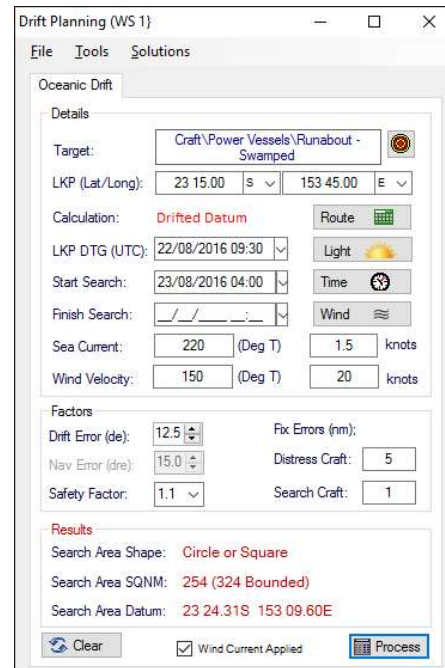 Drift Planning (WS 1}
File Tools Solutions
Oceanic Drift
Details
Target: Craft\Power Vessels\Runabout -
Swamped
LKP (Lat/Long): 23 15.00 S 153 45.00 E
Calculation: Drifted Datum Route
LKP DTG (UTC): 22/08/2016 09:30 Light
Start Search: 23/08/2016 04:00 Time
Finish Search: __/__/____ __:__ Wind
Sea Current: 220 (Deg T) 1.5 knots
Wind Velocity: 150 (Deg T) 20 knots
Factors
Drift Error (de): 12.5 Fix Errors (nm);
Nav Error (dre): 15.0 Distress Craft: 5
Safety Factor: 1.1 Search Craft: 1
Results
Search Area Shape: Circle or Square
Search Area SQNM: 254 (324 Bounded)
Search Area Datum: 23 24.31S 153 09.60E
Clear Wind Current Applied Process